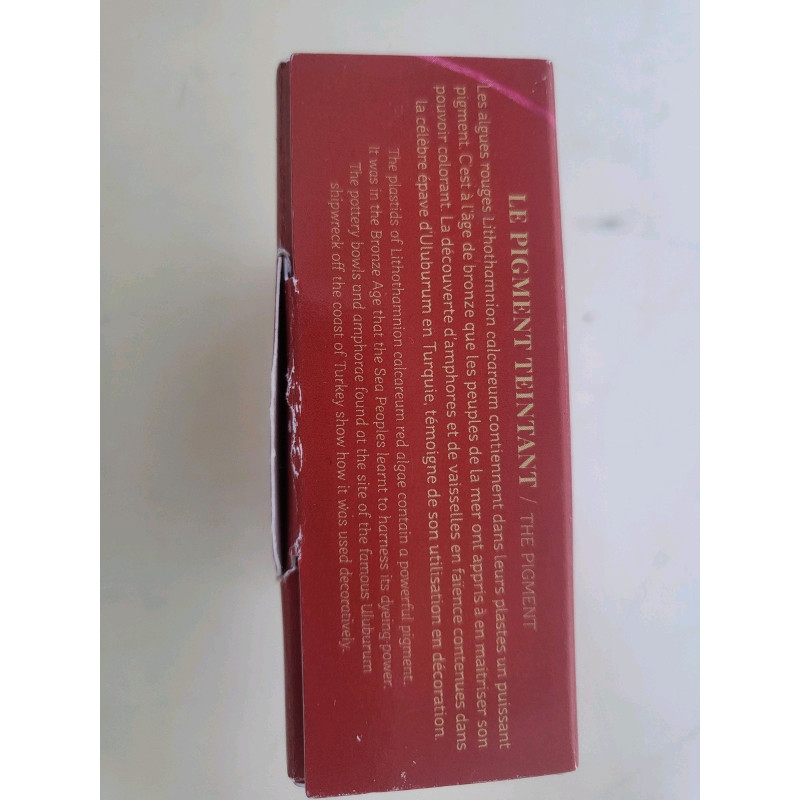 LE PIGMENT TEINTANT / THE PIGMENT
Les algues rouges Lithothamnion calcareum contiennent dans leurs plastes un puissant
pigment. C'est à l'âge de bronze que les peuples de la mer ont appris à en maitriser son
pouvoir colorant. La découverte d'amphores et de vaisselles en faïence contenues dans
la célèbre épave d'Uluburum en Turquie, témoigne de son utilisation en décoration.
The plastids of Lithothamnion calcareum red algae contain a powerful pigment.
It was in the Bronze Age that the Sea Peoples learnt to harness its dyeing power.
The pottery bowls and amphorae found at the site of the famous Uluburum
shipwreck off the coast of Turkey show how it was used decoratively.